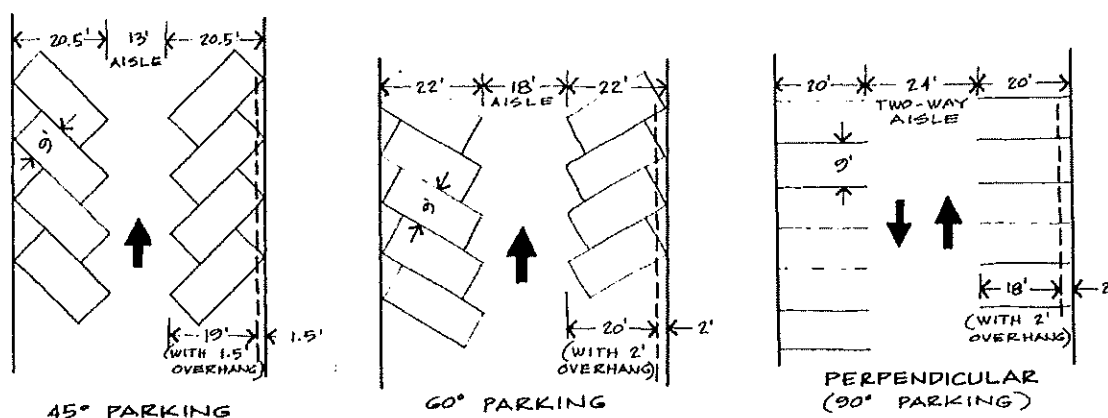 20.5' 13' 20.5'
AISLE
9'
19' 1.5'
(WITH 1.5'
OVERHANG)
45° PARKING
22' 18' 22'
AISLE
9'
20' 2'
(WITH 2'
OVERHANG)
60° PARKING
20' 24' 20'
TWO-WAY
AISLE
9'
18' 2
(WITH 2'
OVERHANG)
PERPENDICULAR
(90° PARKING)